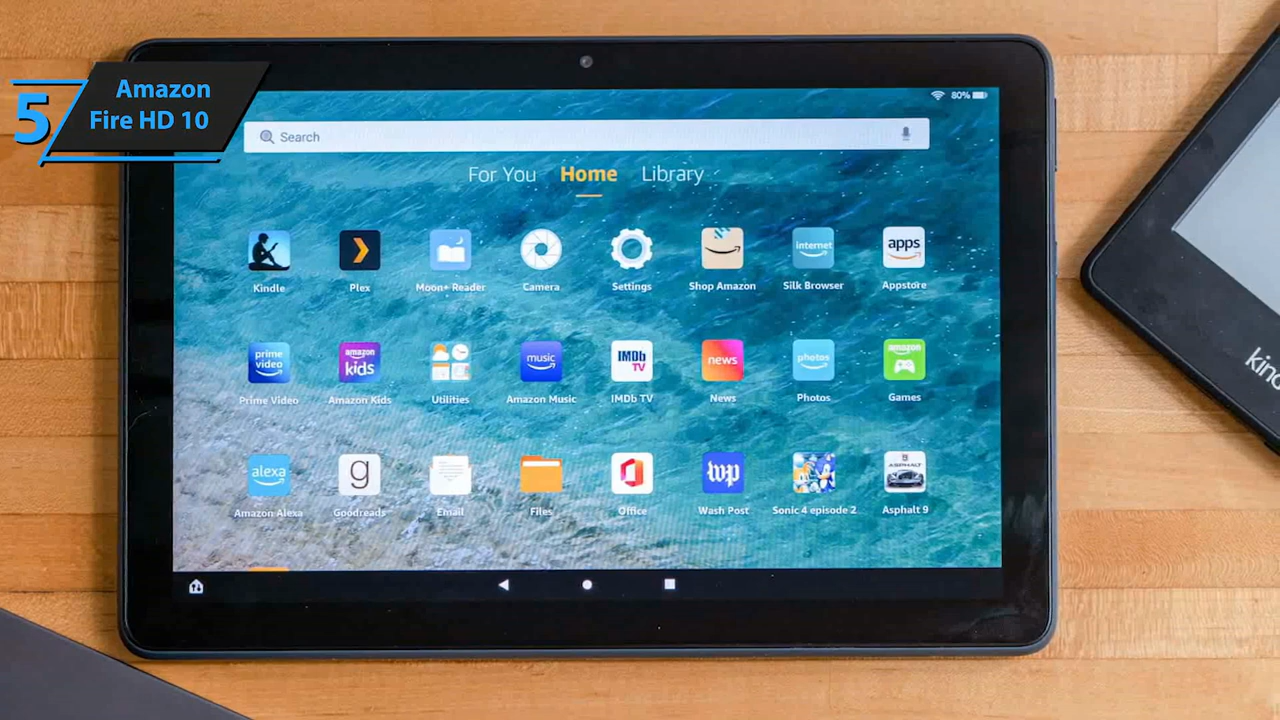 5
Amazon
Fire HD 10
80%
Search
For You Home Library
Kindle Plex Moon+ Reader Camera Settings Shop Amazon Silk Browser Appstore
internet apps
prime video amazon kids music IMDb TV news photos amazon
Prime Video Amazon Kids Utilities Amazon Music IMDb TV News Photos Games
alexa g wp ASPHALT
Amazon Alexa Goodreads Email Files Office Wash Post Sonic 4 episode 2 Asphalt 9